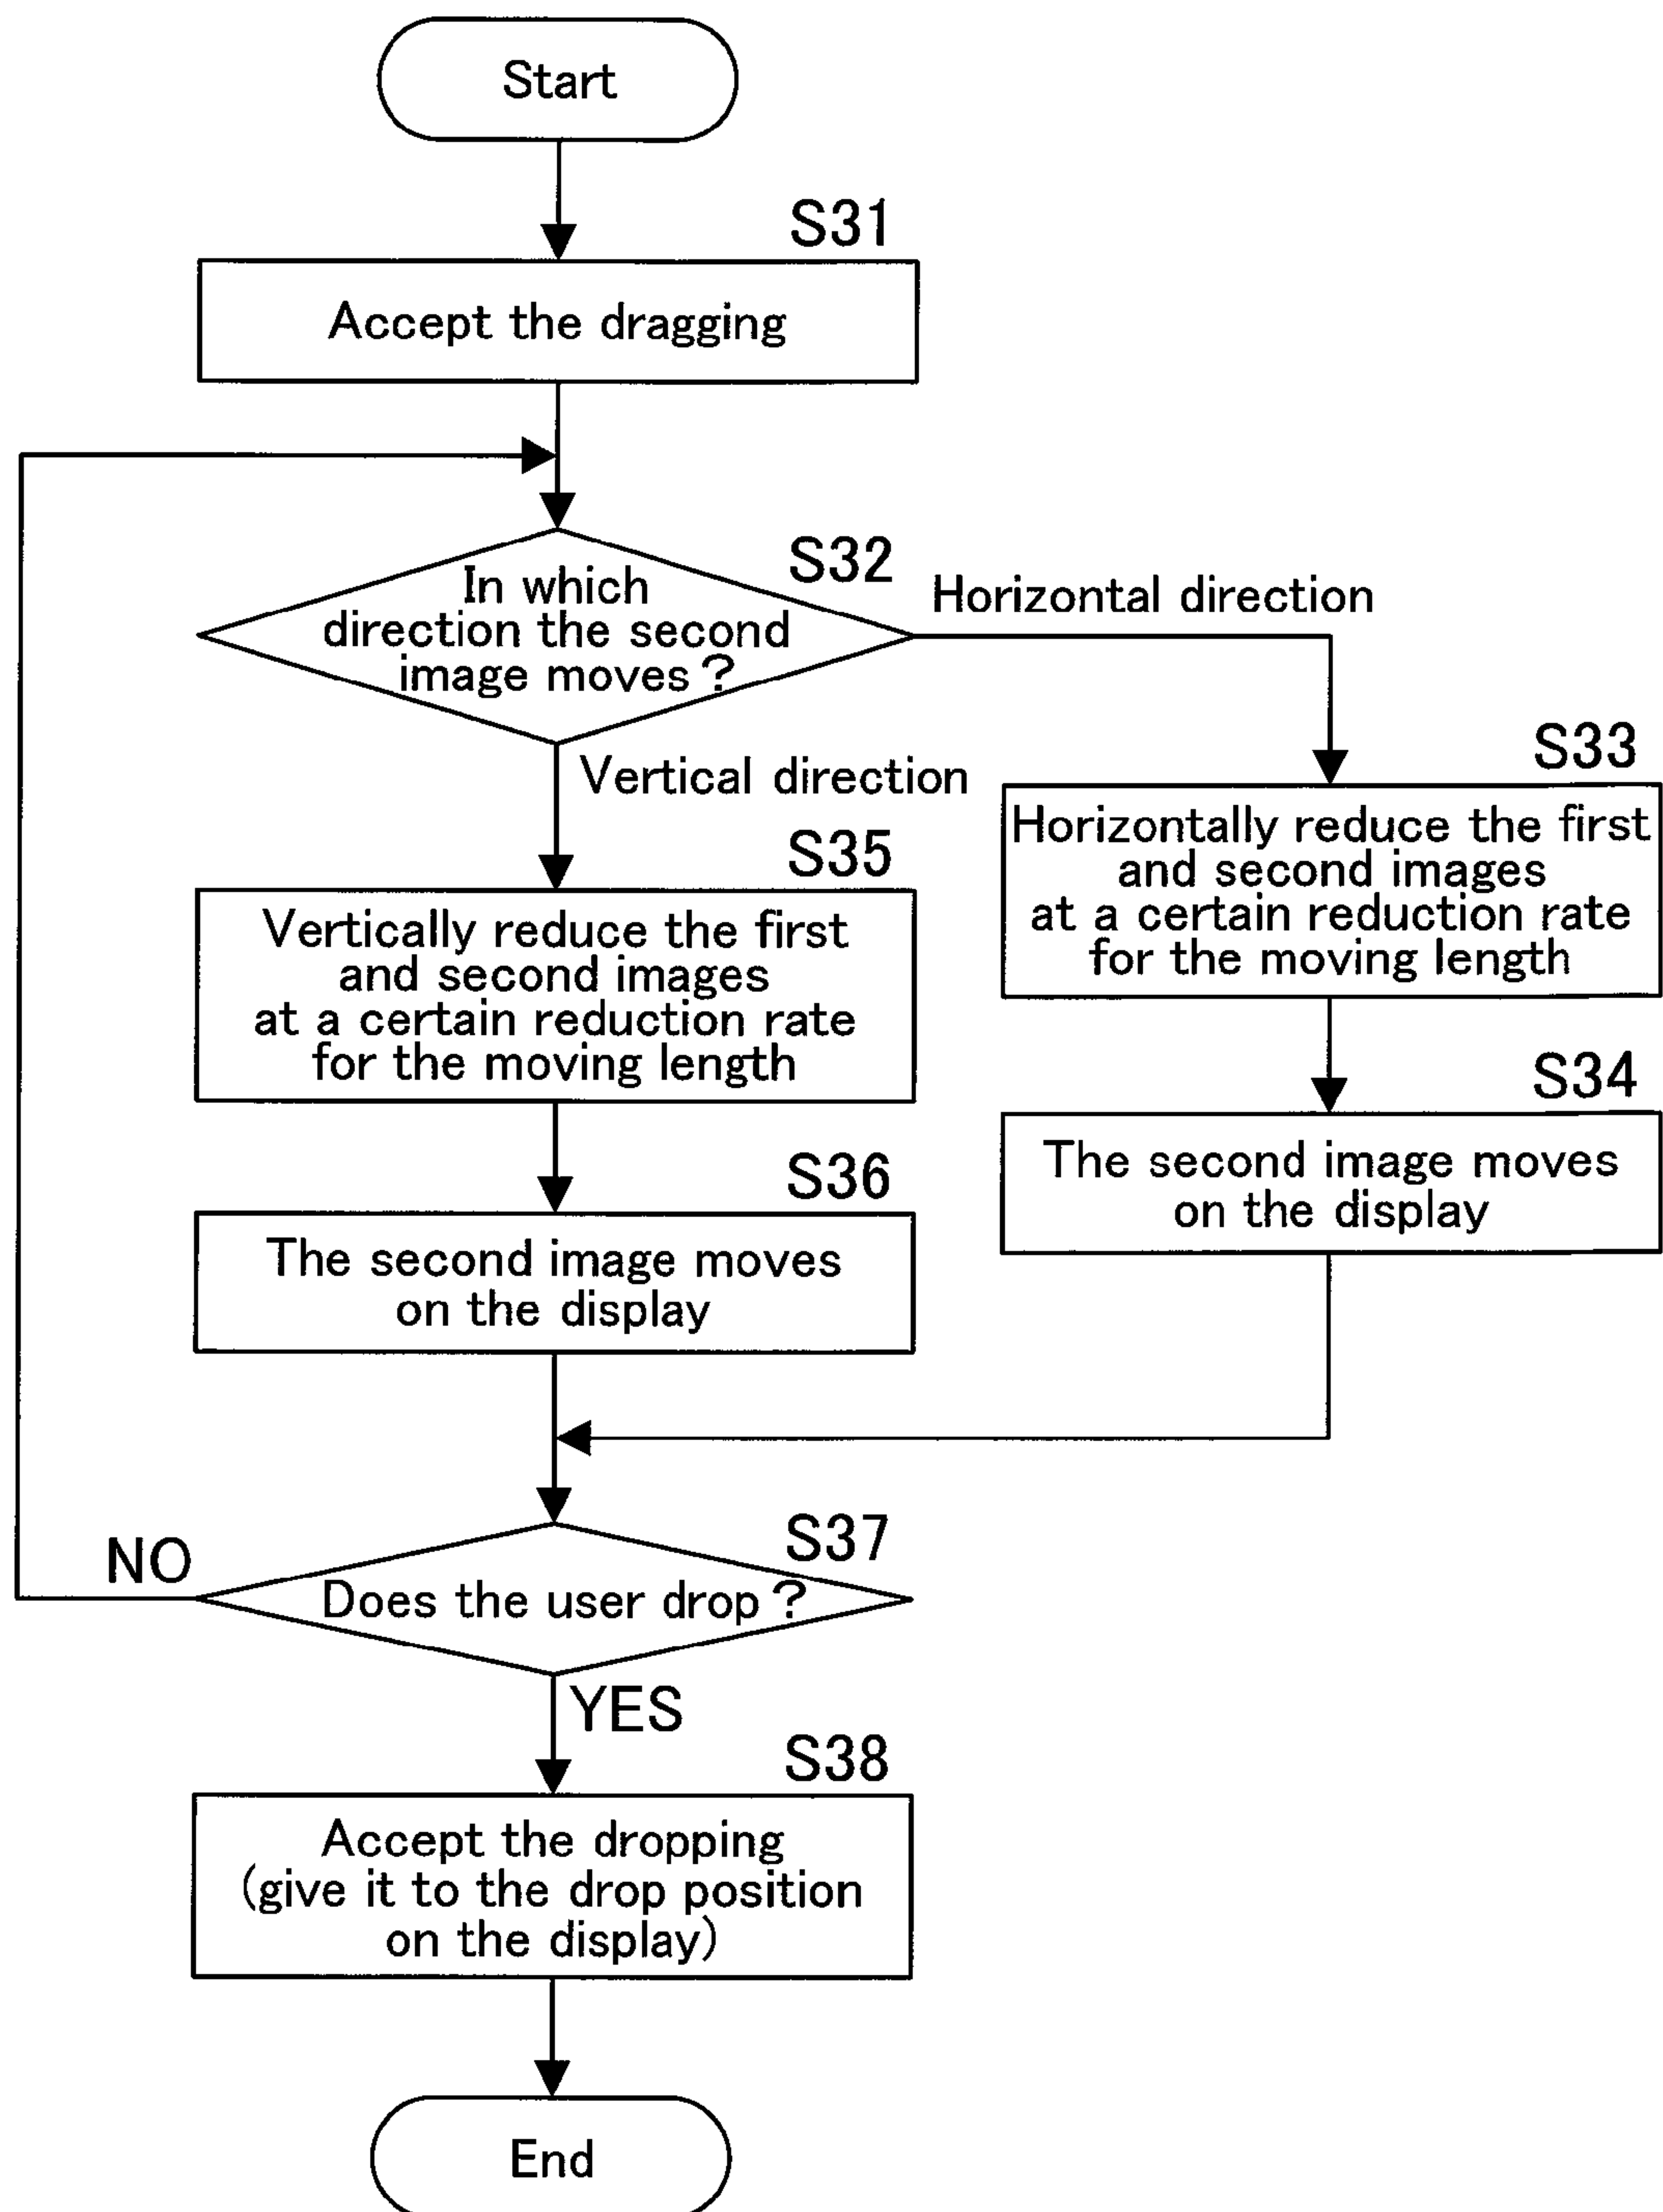 Start
S31
Accept the dragging
S32
In which
direction the second
image moves?
Horizontal direction
Vertical direction
S33
Horizontally reduce the first
and second images
at a certain reduction rate
for the moving length
S34
The second image moves
on the display
S35
Vertically reduce the first
and second images
at a certain reduction rate
for the moving length
S36
The second image moves
on the display
S37
Does the user drop?
NO
YES
S38
Accept the dropping
(give it to the drop position
on the display)
End